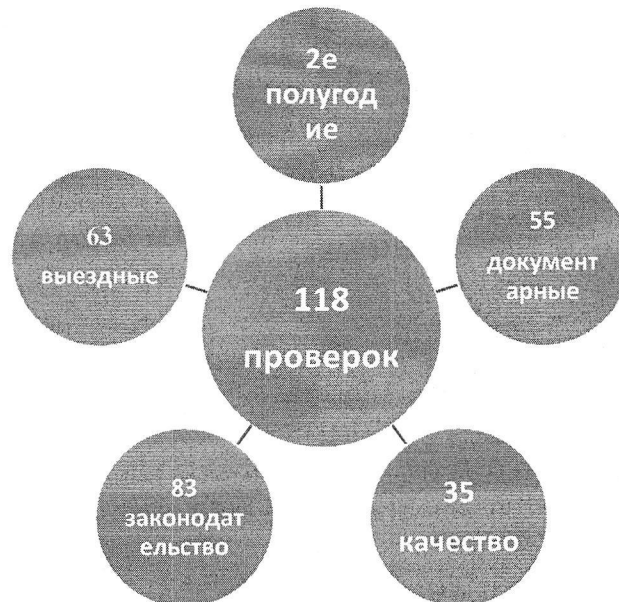 2е
полугод
ие
63
выездные
55
документ
арные
118
проверок
83
законодат
ельство
35
качество